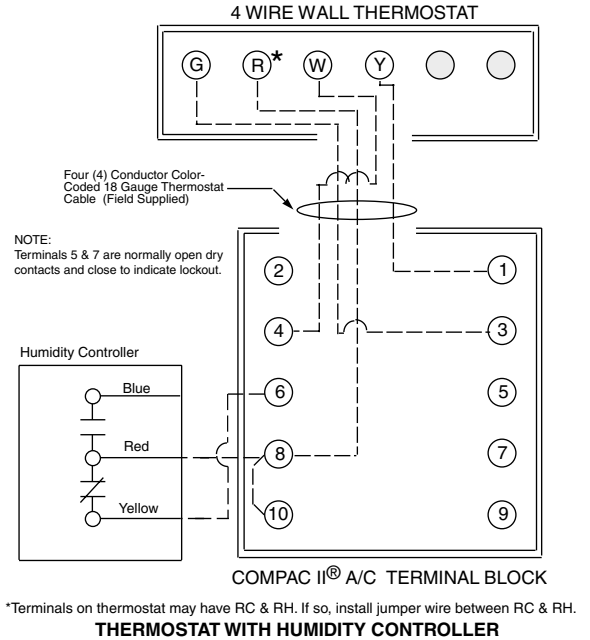 4 WIRE WALL THERMOSTAT
G R* W Y
Four (4) Conductor Color-
Coded 18 Gauge Thermostat
Cable (Field Supplied)
NOTE:
Terminals 5 & 7 are normally open dry
contacts and close to indicate lockout.
2 1
4 3
Humidity Controller
Blue
6 5
Red
8 7
Yellow
10 9
COMPAC II® A/C TERMINAL BLOCK
*Terminals on thermostat may have RC & RH. If so, install jumper wire between RC & RH.
THERMOSTAT WITH HUMIDITY CONTROLLER